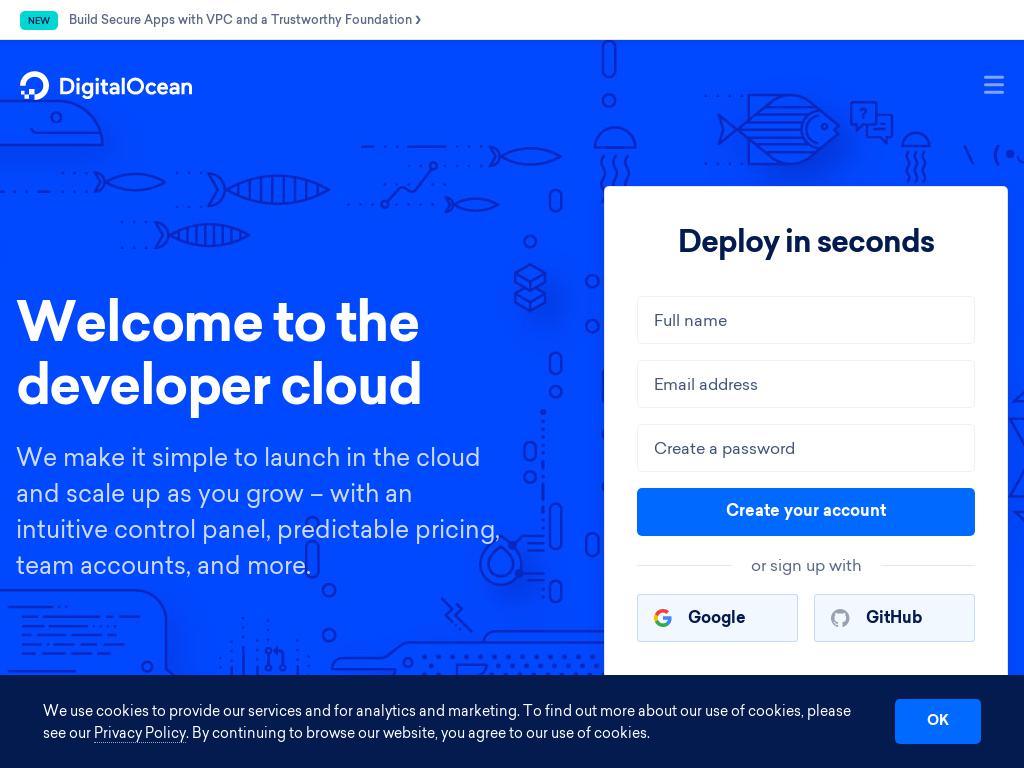 NEW Build Secure Apps with VPC and a Trustworthy Foundation ›
DigitalOcean
Welcome to the
developer cloud
We make it simple to launch in the cloud
and scale up as you grow – with an
intuitive control panel, predictable pricing,
team accounts, and more.
Deploy in seconds
Full name
Email address
Create a password
Create your account
or sign up with
Google
GitHub
We use cookies to provide our services and for analytics and marketing. To find out more about our use of cookies, please
see our Privacy Policy. By continuing to browse our website, you agree to our use of cookies.
OK